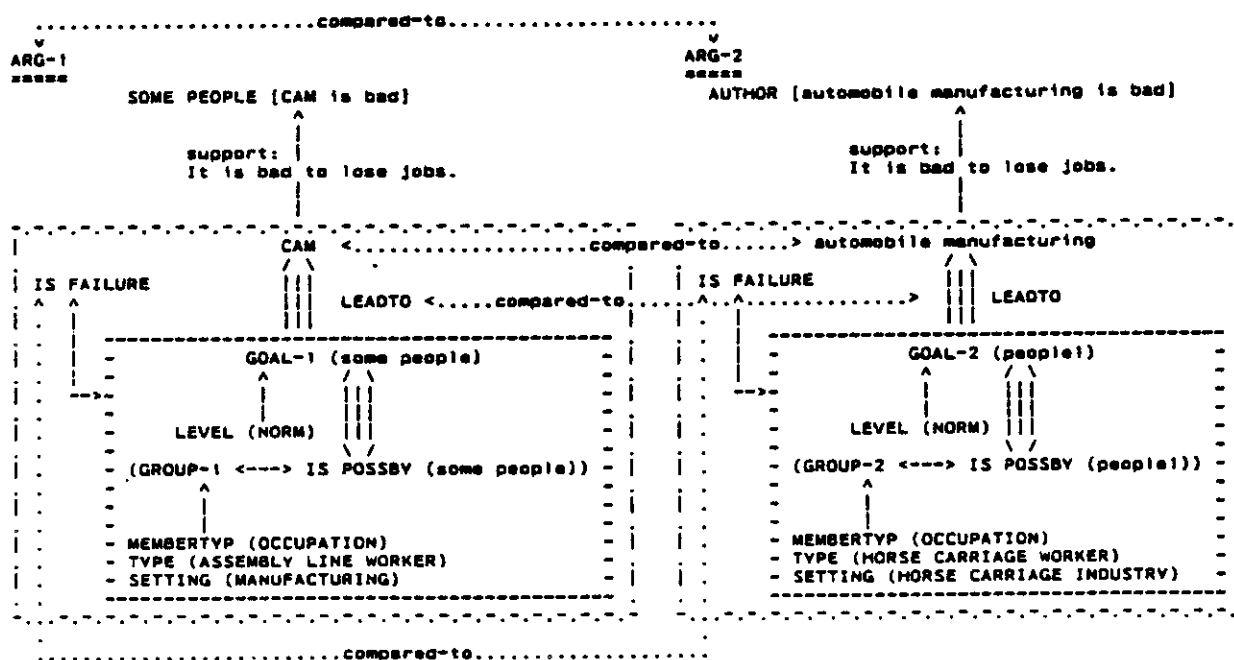 compared-to
ARG-1 ARG-2
SOME PEOPLE [CAM is bad] AUTHOR [automobile manufacturing is bad]
support: support:
It is bad to lose jobs. It is bad to lose jobs.
CAM <.....compared-to.....> automobile manufacturing
IS FAILURE IS FAILURE
LEADTO <.....compared-to.....> LEADTO
GOAL-1 (some people) GOAL-2 (people1)
LEVEL (NORM) LEVEL (NORM)
(GROUP-1 <---> IS POSSBY (some people)) (GROUP-2 <---> IS POSSBY (people1))
MEMBERTYP (OCCUPATION) MEMBERTYP (OCCUPATION)
TYPE (ASSEMBLY LINE WORKER) TYPE (HORSE CARRIAGE WORKER)
SETTING (MANUFACTURING) SETTING (HORSE CARRIAGE INDUSTRY)
compared-to